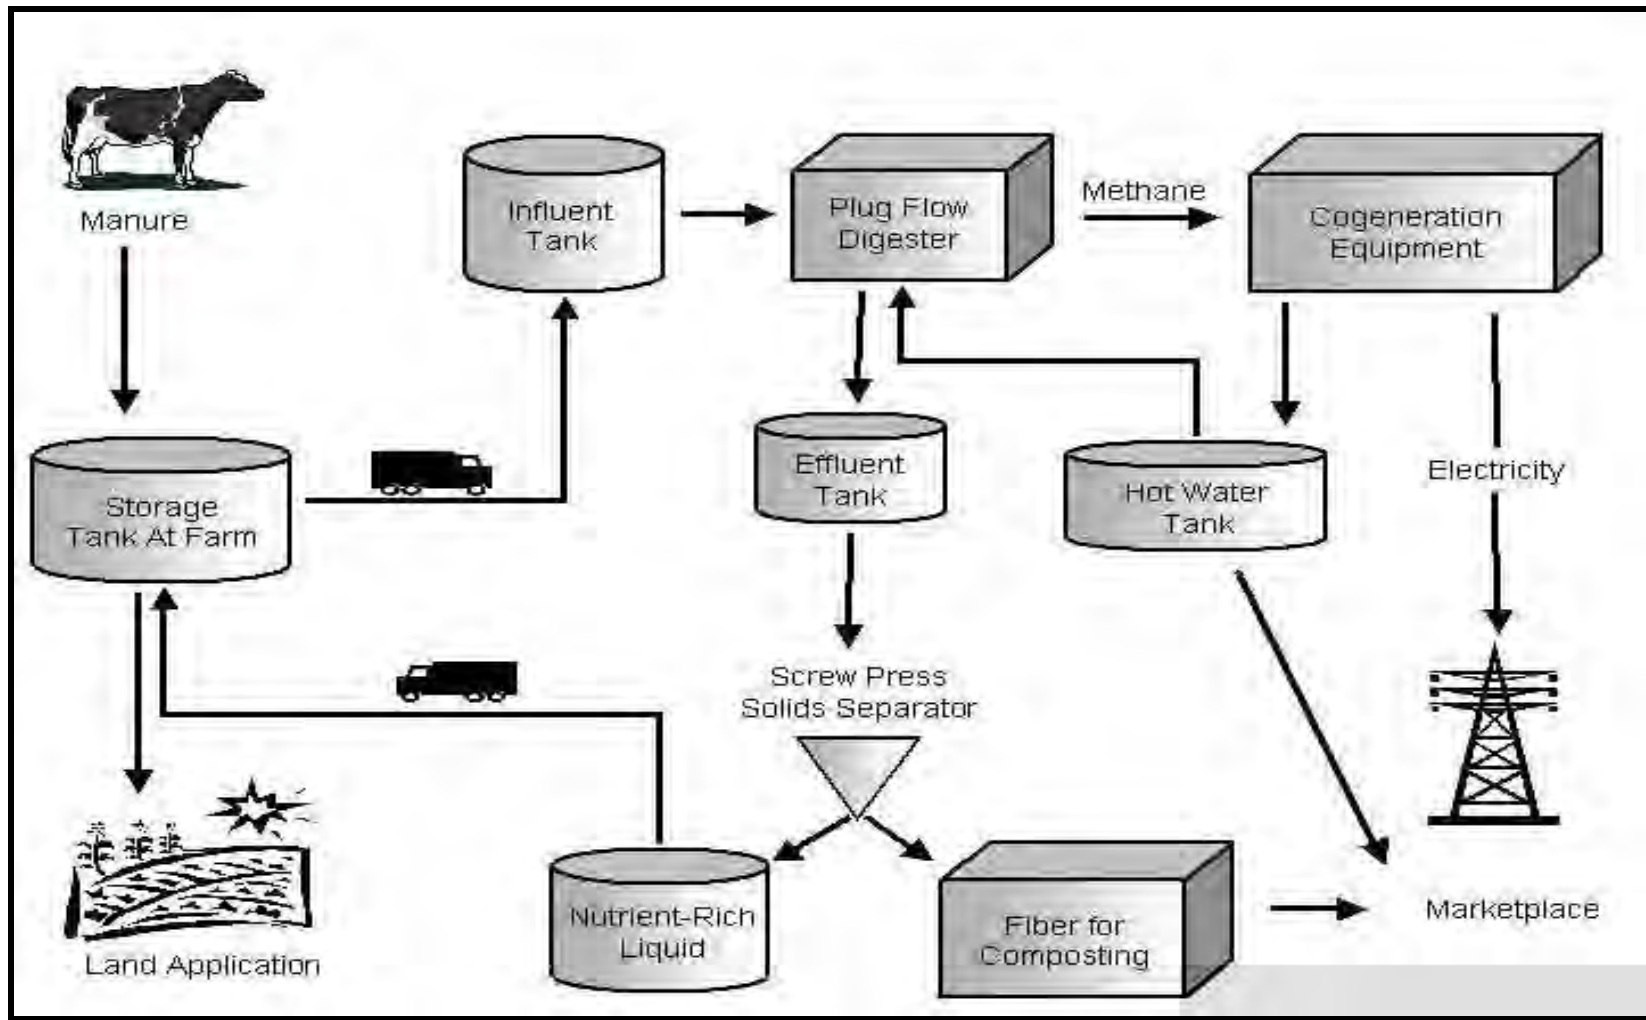 Manure
Influent
Tank
Plug Flow
Digester
Methane
Cogeneration
Equipment
Storage
Tank At Farm
Effluent
Tank
Hot Water
Tank
Electricity
Screw Press
Solids Separator
Land Application
Nutrient-Rich
Liquid
Fiber for
Composting
Marketplace